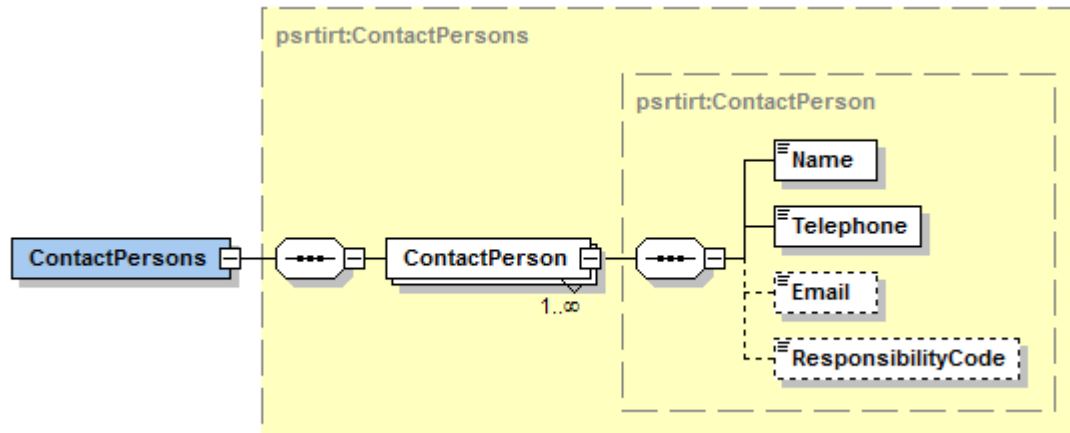 psrtirt:ContactPersons
psrtirt:ContactPerson
Name
Telephone
ContactPersons
ContactPerson
1..∞
Email
ResponsibilityCode